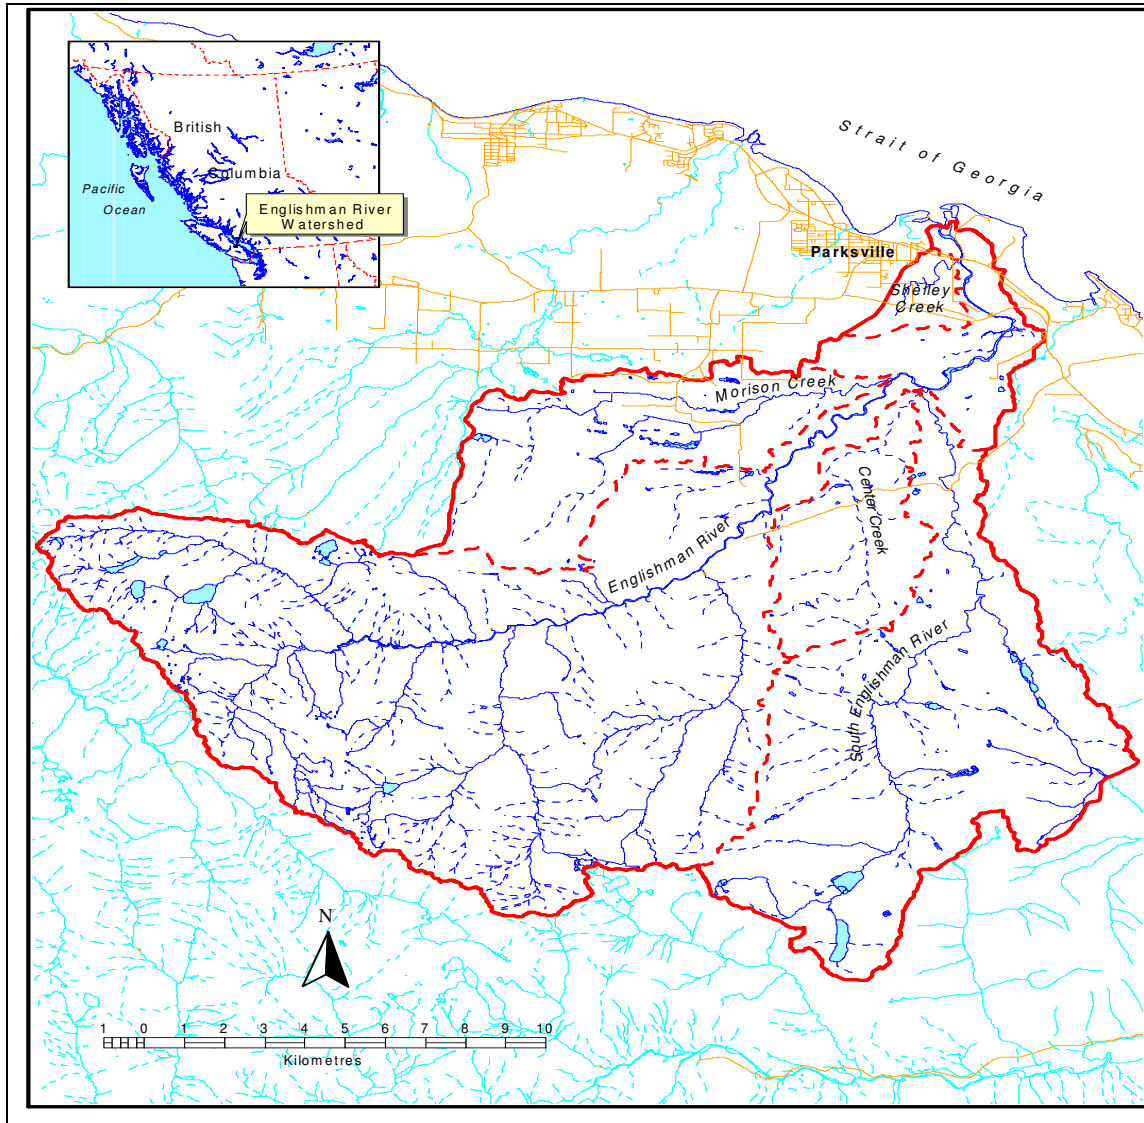 British
Columbia
Pacific
Ocean
Englishman River
Watershed
Strait of Georgia
Parksville
Shelley
Creek
Morison Creek
Center Creek
Englishman River
South Englishman River
N
1 0 1 2 3 4 5 6 7 8 9 10
Kilometres